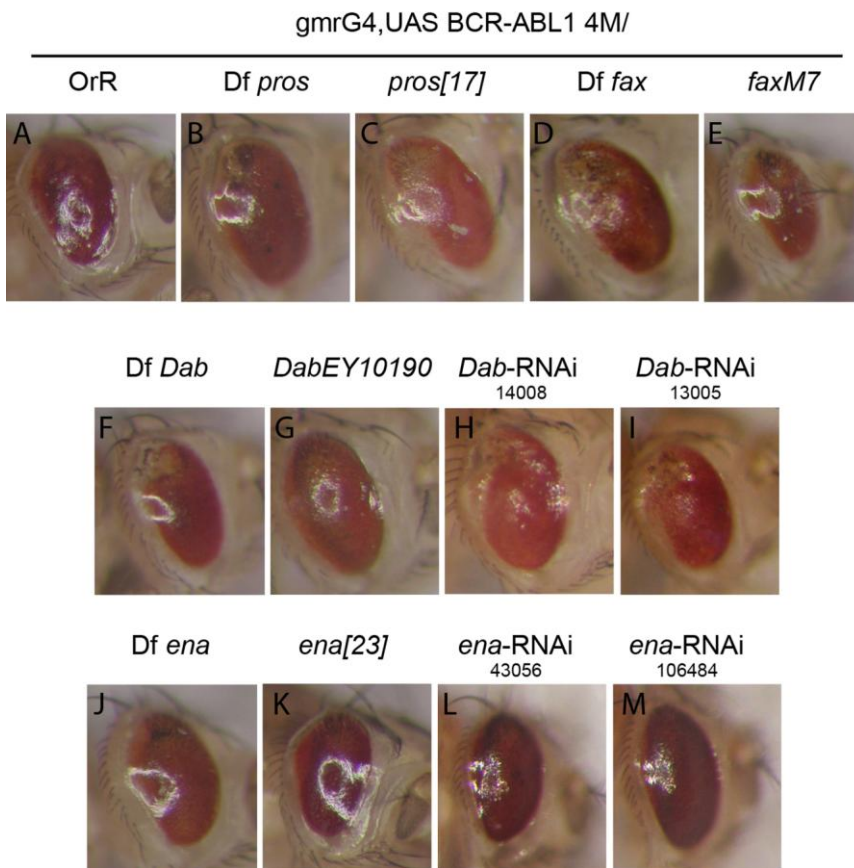 gmrG4,UAS BCR-ABL1 4M/
OrR Df pros pros[17] Df fax faxM7
A B C D E
Df Dab DabEY10190 Dab-RNAi Dab-RNAi
14008 13005
F G H I
Df ena ena[23] ena-RNAi ena-RNAi
43056 106484
J K L M